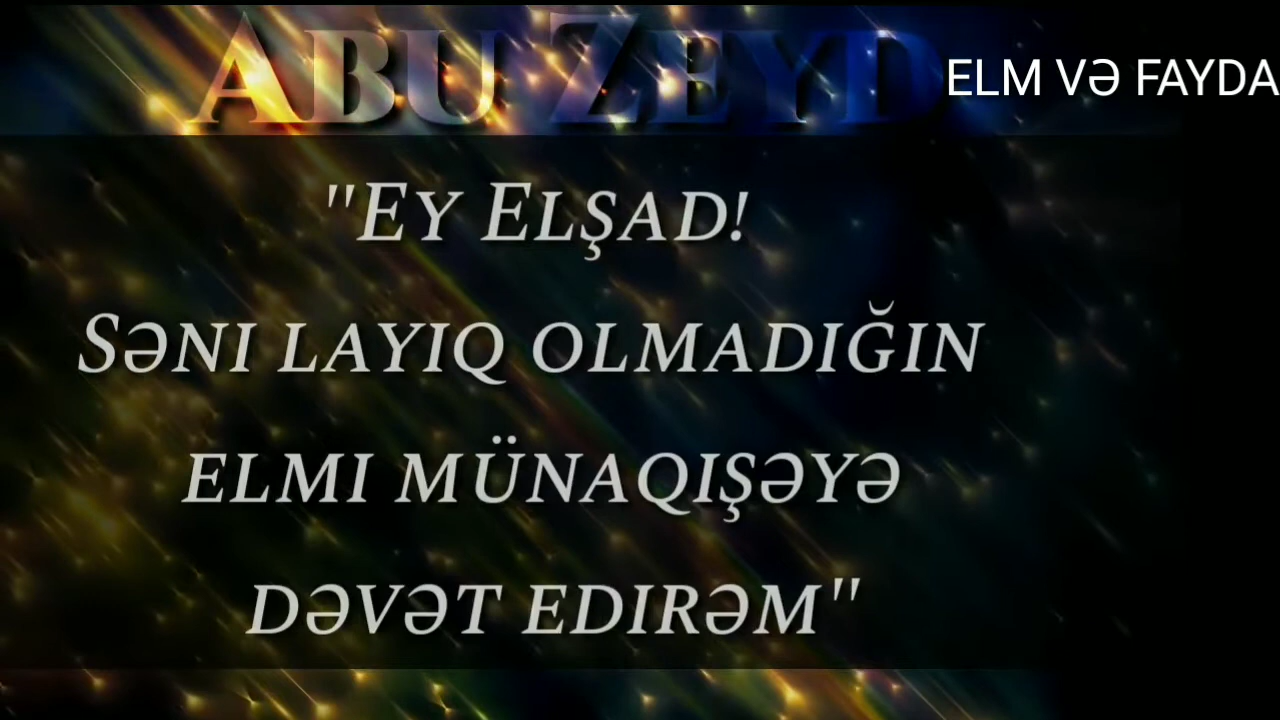 ABU ZEYD
ELM VƏ FAYDA
"EY ELŞAD!
SƏNI LAYIQ OLMADIĞIN
ELMI MÜNAQIŞƏYƏ
DƏVƏT EDIRƏM"